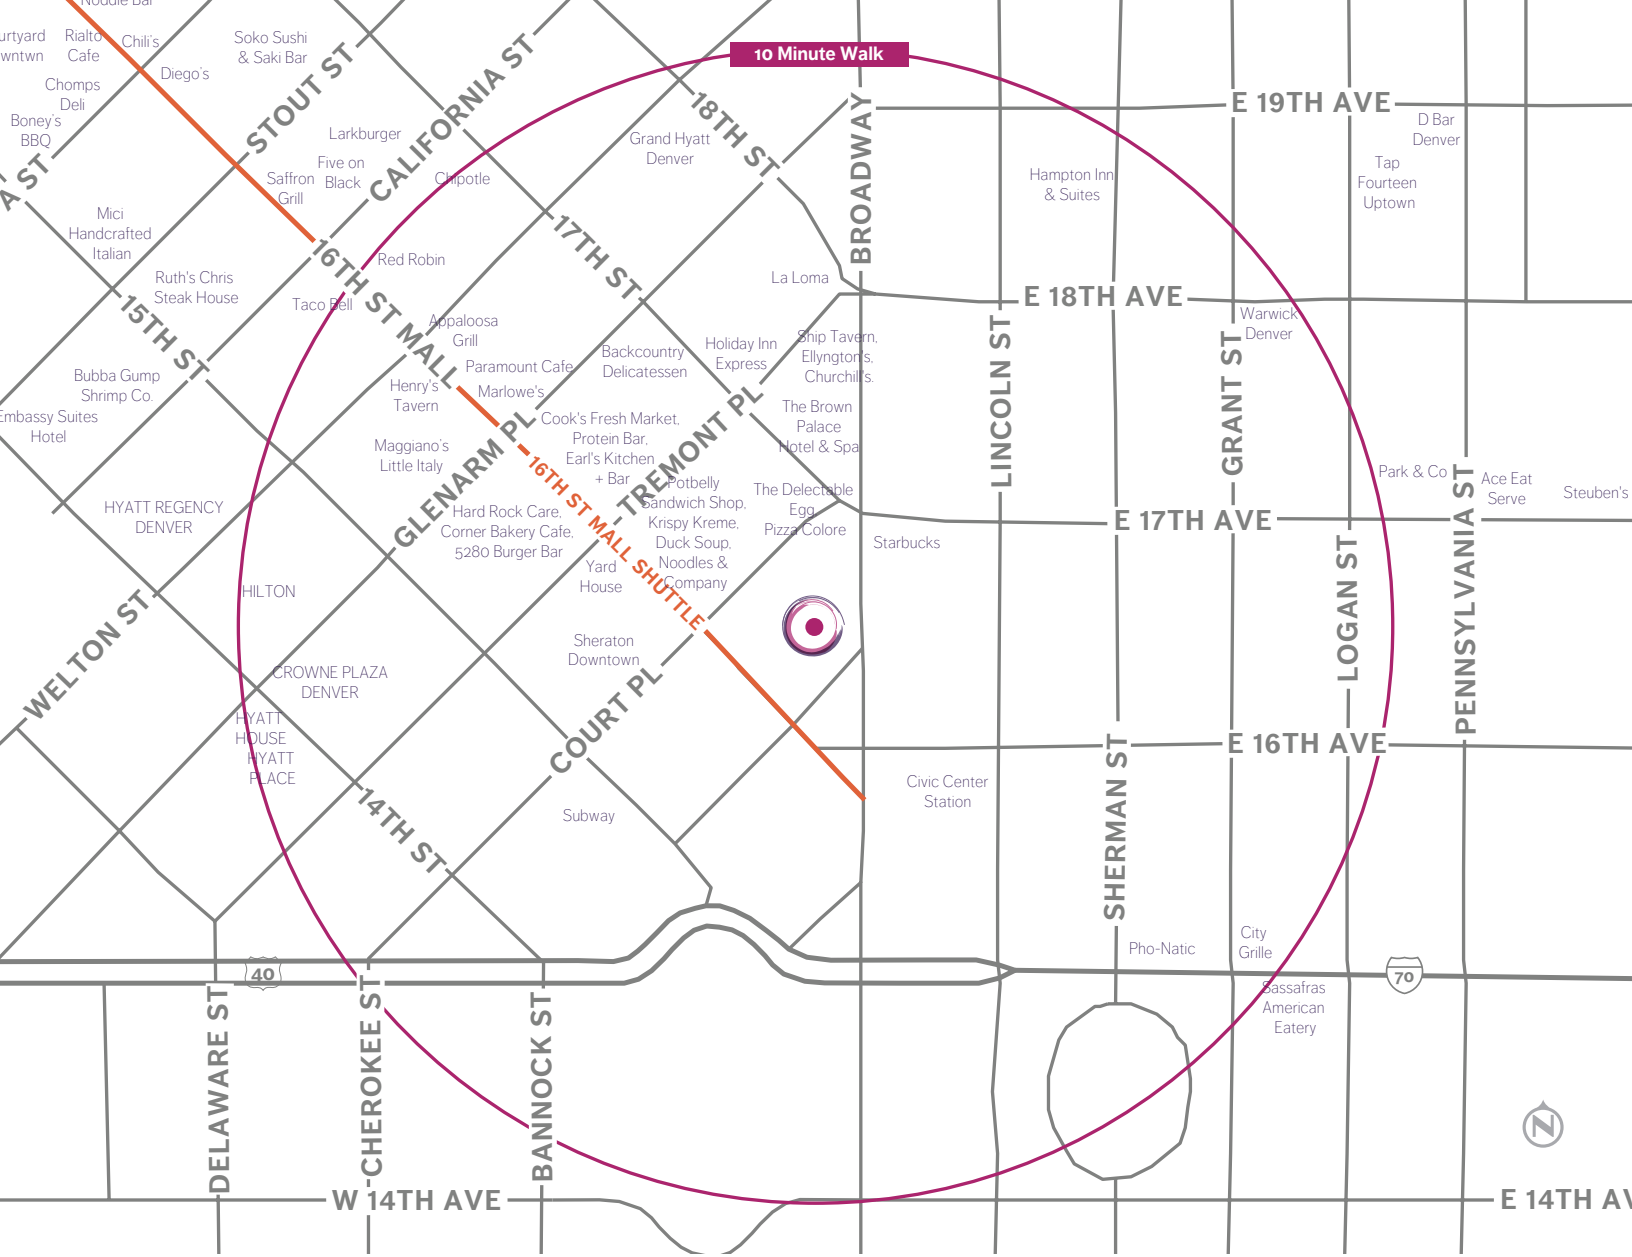 Noodle Bar
urtyard
wntwn
Rialto
Cafe
Chili's
Diego's
Chomps
Deli
Boney's
BBQ
A ST
Soko Sushi
& Saki Bar
STOUT ST
CALIFORNIA ST
Larkburger
Five on
Black
Saffron
Grill
Chipotle
10 Minute Walk
18TH ST
Grand Hyatt
Denver
BROADWAY
E 19TH AVE
D Bar
Denver
Tap
Fourteen
Uptown
Hampton Inn
& Suites
Mici
Handcrafted
Italian
Ruth's Chris
Steak House
16TH ST MALL
Red Robin
Taco Bell
17TH ST
La Loma
E 18TH AVE
Warwick
Denver
15TH ST
Appaloosa
Grill
Paramount Cafe
Marlowe's
Henry's
Tavern
Backcountry
Delicatessen
Holiday Inn
Express
Ship Tavern,
Ellyngton's,
Churchill's.
LINCOLN ST
GRANT ST
Bubba Gump
Shrimp Co.
Embassy Suites
Hotel
Maggiano's
Little Italy
GLENARM PL
Cook's Fresh Market,
Protein Bar,
Earl's Kitchen
+ Bar
TREMONT PL
The Brown
Palace
Hotel & Spa
Park & Co
Ace Eat
Serve
Steuben's
PENNSYLVANIA ST
HYATT REGENCY
DENVER
Hard Rock Care,
Corner Bakery Cafe,
5280 Burger Bar
16TH ST MALL SHUTTLE
Potbelly
Sandwich Shop,
Krispy Kreme,
Duck Soup,
Noodles &
Company
The Delectable
Egg,
Pizza Colore
Starbucks
E 17TH AVE
LOGAN ST
Yard
House
HILTON
WELTON ST
Sheraton
Downtown
COURT PL
CROWNE PLAZA
DENVER
HYATT
HOUSE
HYATT
PLACE
14TH ST
Subway
E 16TH AVE
SHERMAN ST
Civic Center
Station
Pho-Natic
City
Grille
40
70
Sassafras
American
Eatery
DELAWARE ST
CHEROKEE ST
BANNOCK ST
N
W 14TH AVE
E 14TH AV